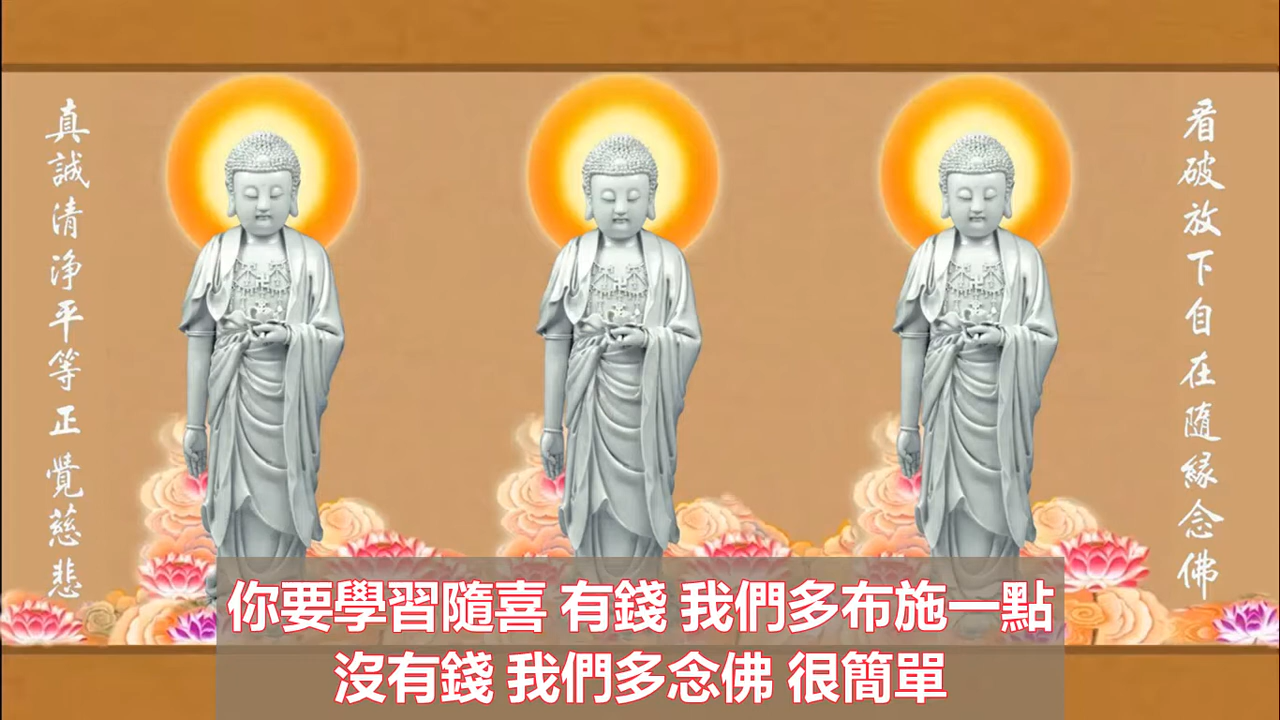 看破放下自在隨緣念佛
真誠清淨平等正覺慈悲
你要學習隨喜 有錢 我們多布施一點
沒有錢 我們多念佛 很簡單